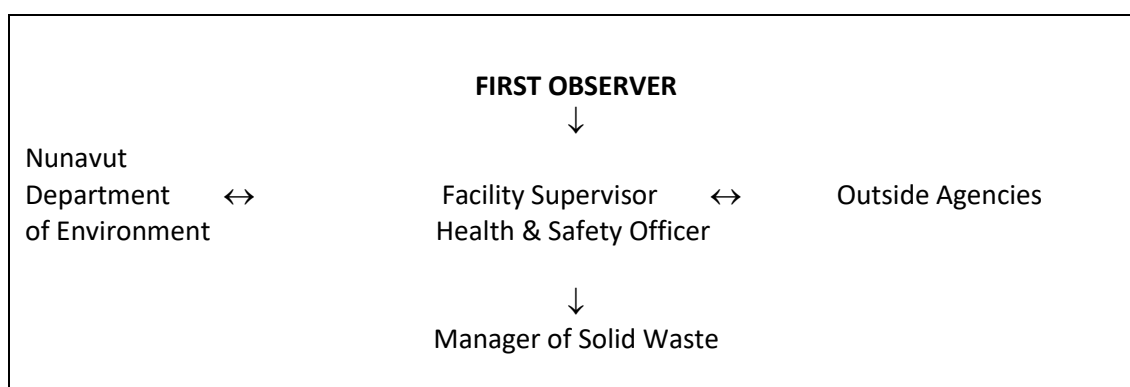 FIRST OBSERVER
↓
Nunavut
Department ↔ Facility Supervisor ↔ Outside Agencies
of Environment Health & Safety Officer
↓
Manager of Solid Waste